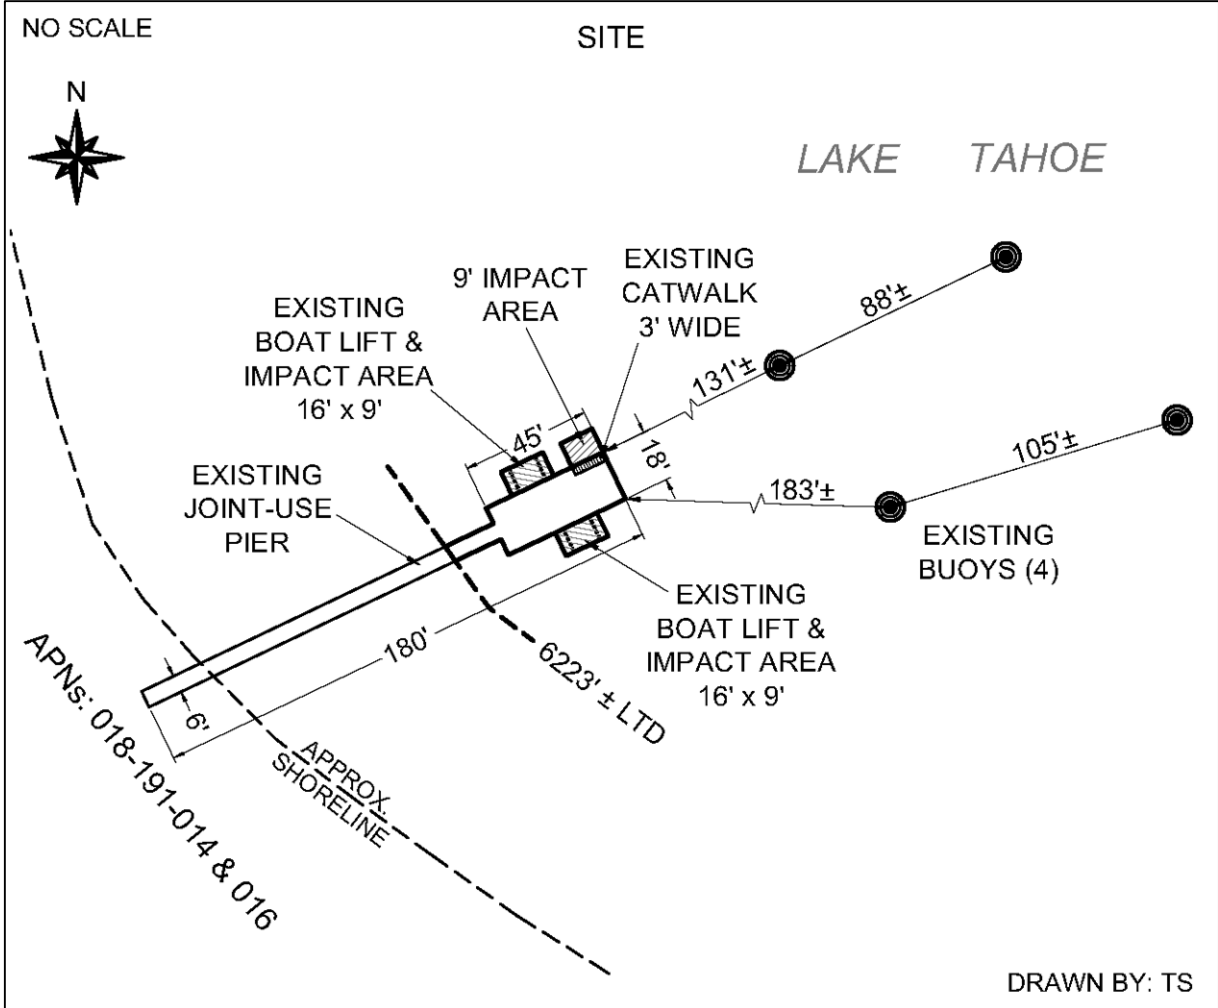 NO SCALE
SITE
N
LAKE TAHOE
9' IMPACT
AREA
EXISTING
CATWALK
3' WIDE
EXISTING
BOAT LIFT &
IMPACT AREA
16' x 9'
88'±
131'±
45'
18'
105'±
183'±
EXISTING
JOINT-USE
PIER
EXISTING
BUOYS (4)
EXISTING
BOAT LIFT &
IMPACT AREA
16' x 9'
180'
6'
6223' ± LTD
APNs: 018-191-014 & 016
APPROX.
SHORELINE
DRAWN BY: TS